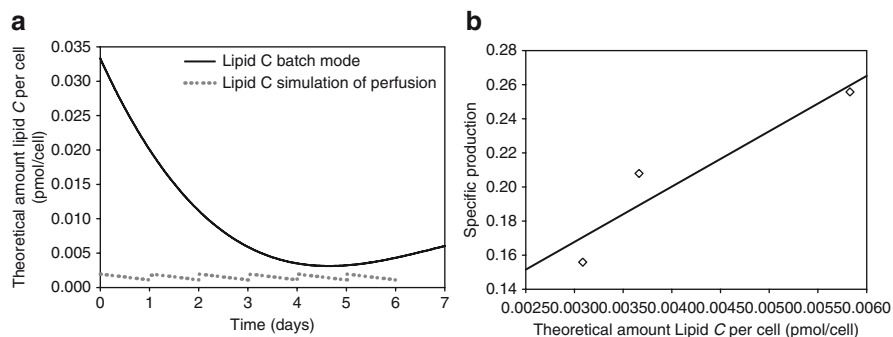 a
Theoretical amount lipid C per cell
(pmol/cell)
0.035
0.030
0.025
0.020
0.015
0.010
0.005
0.000
Lipid C batch mode
Lipid C simulation of perfusion
0 1 2 3 4 5 6 7
Time (days)
b
Specific production
0.28
0.26
0.24
0.22
0.20
0.18
0.16
0.14
0.00250.00300.00350.00400.00450.00500.00550.0060
Theoretical amount Lipid C per cell (pmol/cell)